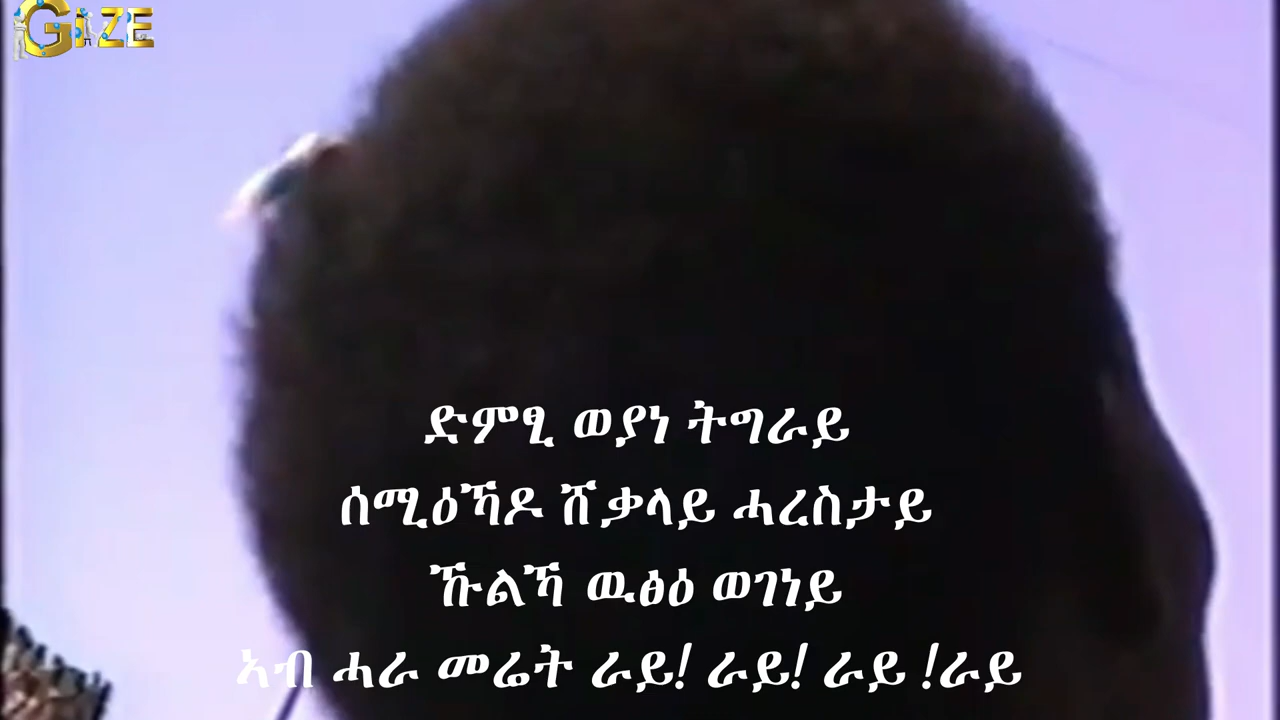 GIZE
ድምፂ ወያነ ትግራይ
ሰሚዕኻዶ ሸቃላይ ሓረስታይ
ኹልኻ ዉፅዕ ወገነይ
ኣብ ሓራ መሬት ራይ! ራይ! ራይ !ራይ